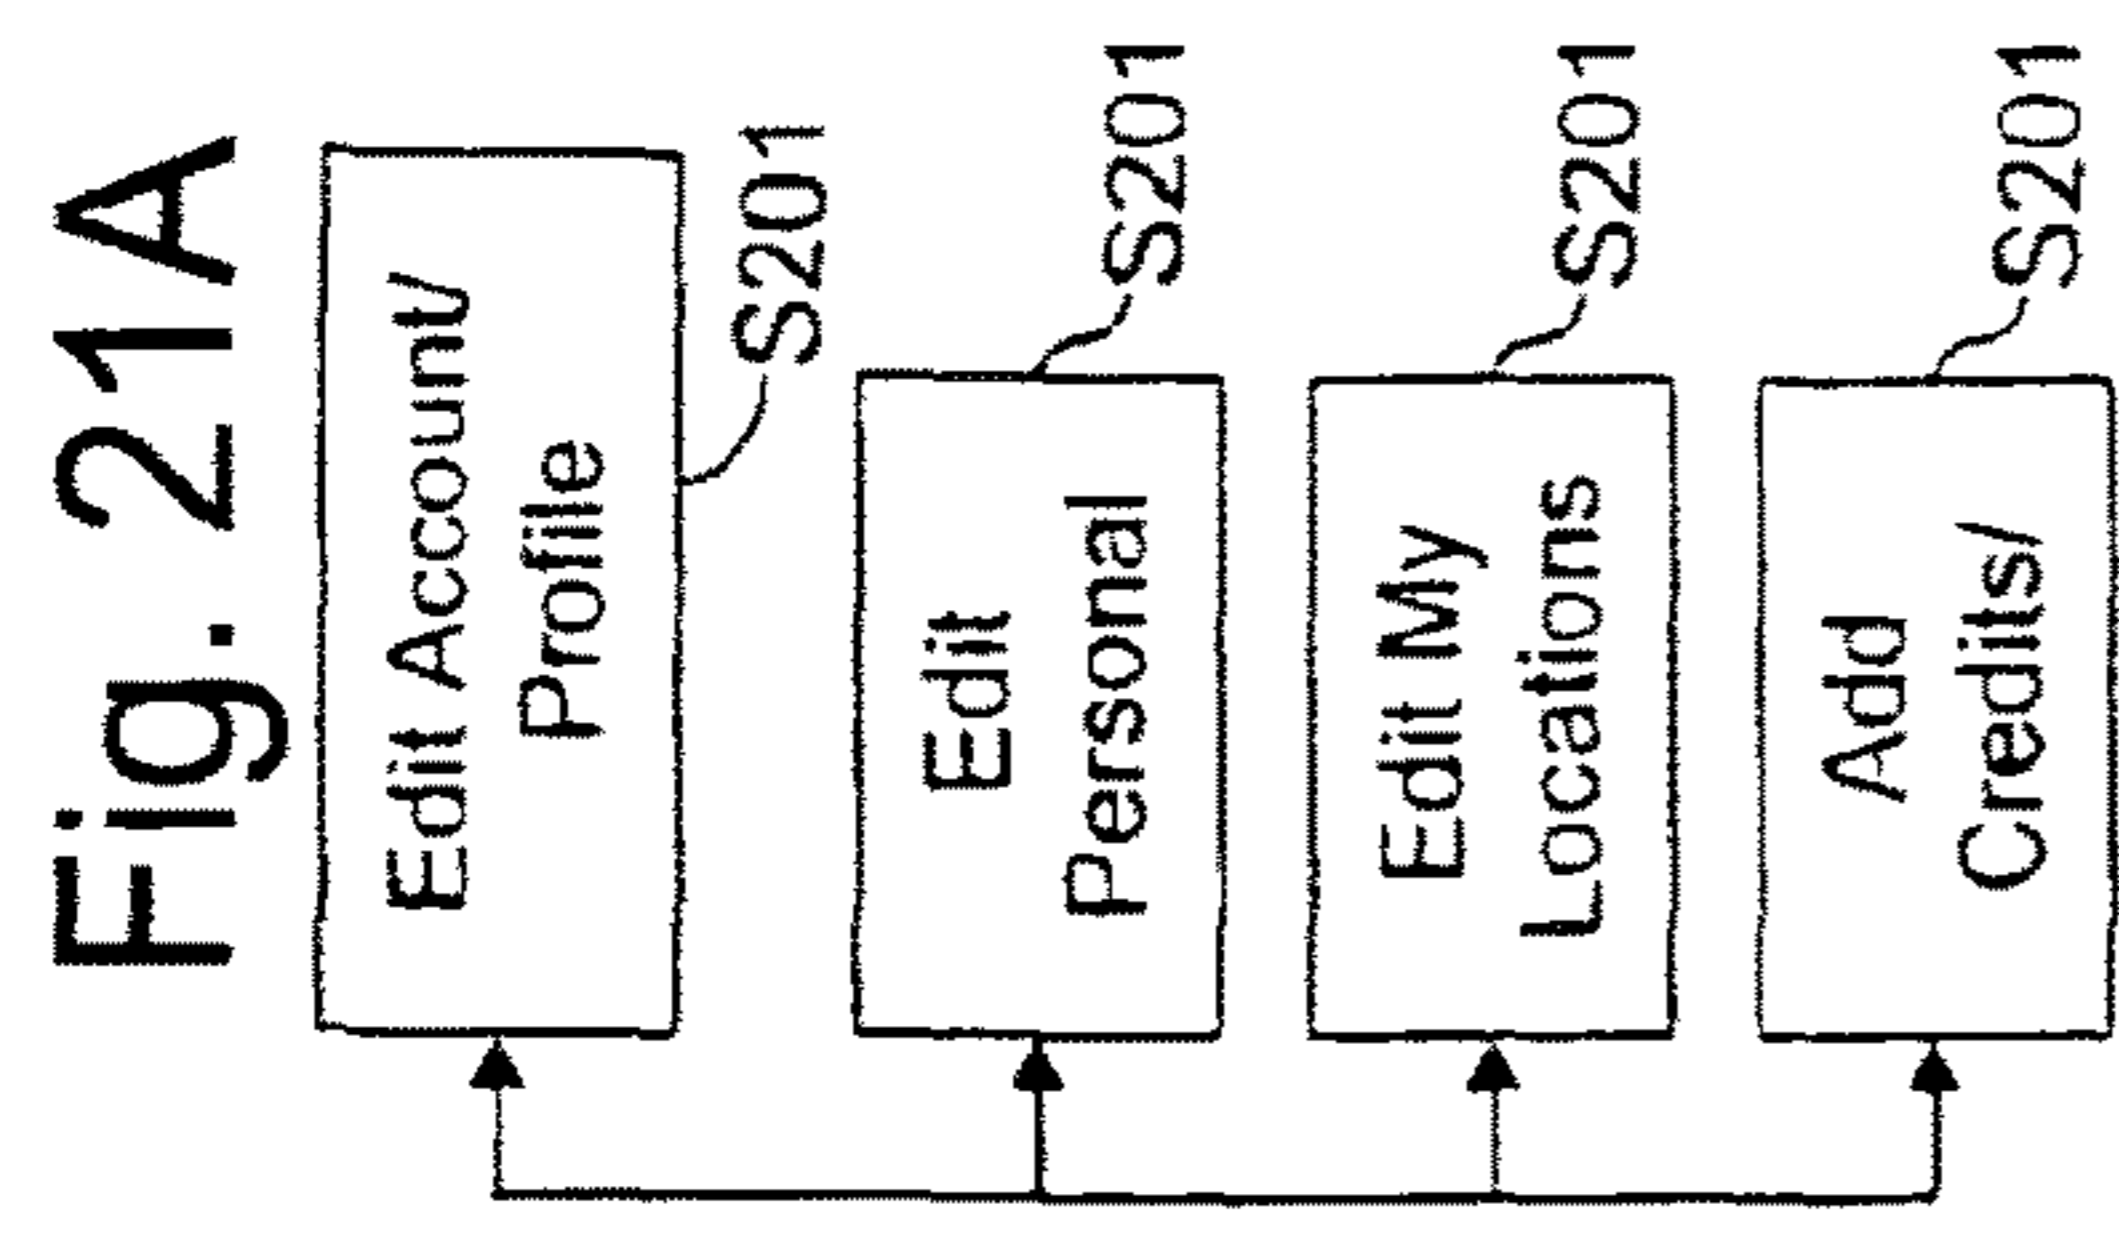 Fig. 21A
Edit Account/
Profile
S201
Edit
Personal
S201
Edit My
Locations
S201
Add
Credits/
S201